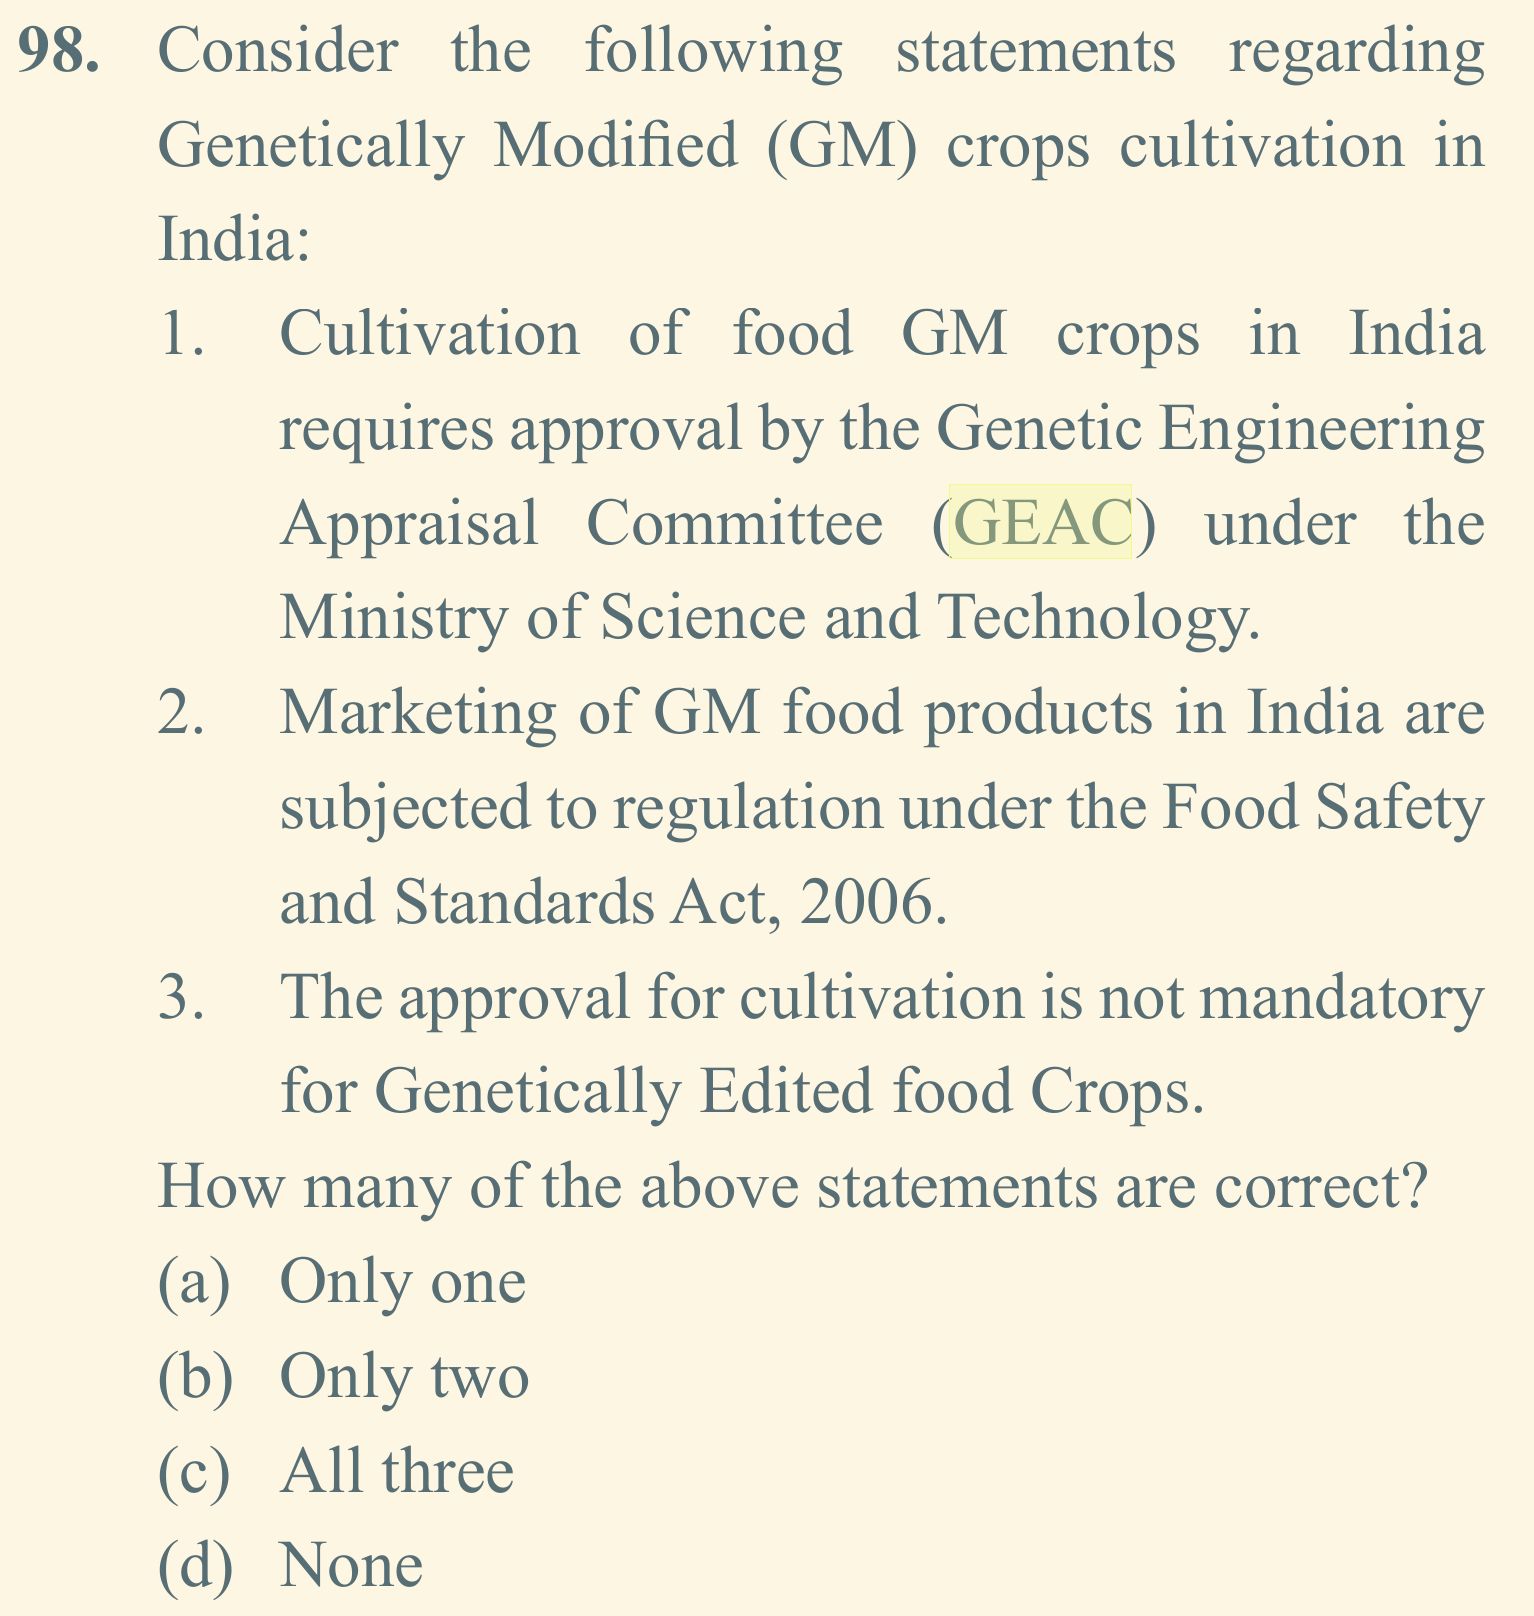 98. Consider the following statements regarding
Genetically Modified (GM) crops cultivation in
India:
1. Cultivation of food GM crops in India
requires approval by the Genetic Engineering
Appraisal Committee (GEAC) under the
Ministry of Science and Technology.
2. Marketing of GM food products in India are
subjected to regulation under the Food Safety
and Standards Act, 2006.
3. The approval for cultivation is not mandatory
for Genetically Edited food Crops.
How many of the above statements are correct?
(a) Only one
(b) Only two
(c) All three
(d) None